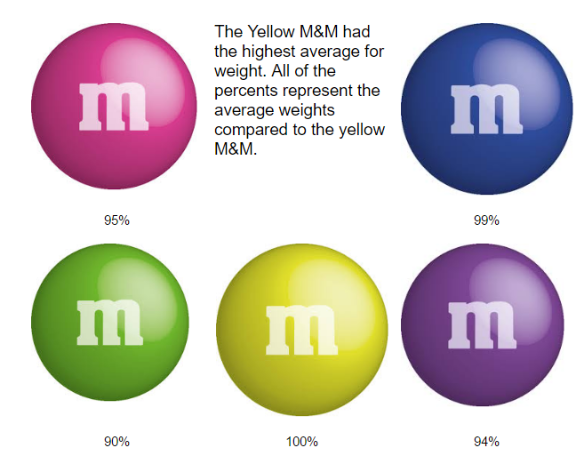 m
The Yellow M&M had
the highest average for
weight. All of the
percents represent the
average weights
compared to the yellow
M&M.
m
95%
99%
m
m
m
90%
100%
94%